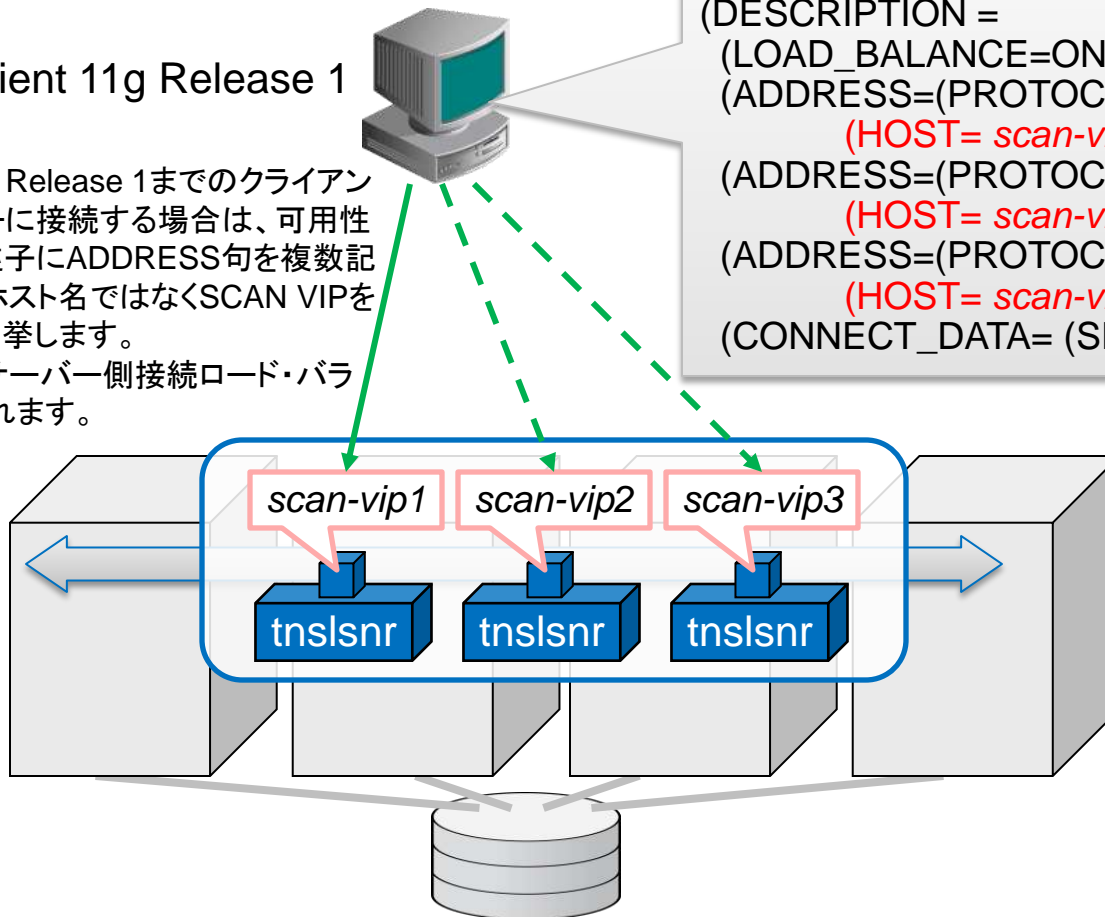 ient 11g Release 1
Release 1までのクライアン
に接続する場合は、可用性
子にADDRESS句を複数記
ホスト名ではなくSCAN VIPを
挙します。
サーバー側接続ロード・バラ
れます。
(DESCRIPTION =
(LOAD_BALANCE=ON
(ADDRESS=(PROTOC
(HOST= scan-v
(ADDRESS=(PROTOC
(HOST= scan-v
(ADDRESS=(PROTOC
(HOST= scan-v
(CONNECT_DATA= (S
scan-vip1
scan-vip2
scan-vip3
tnslsnr
tnslsnr
tnslsnr